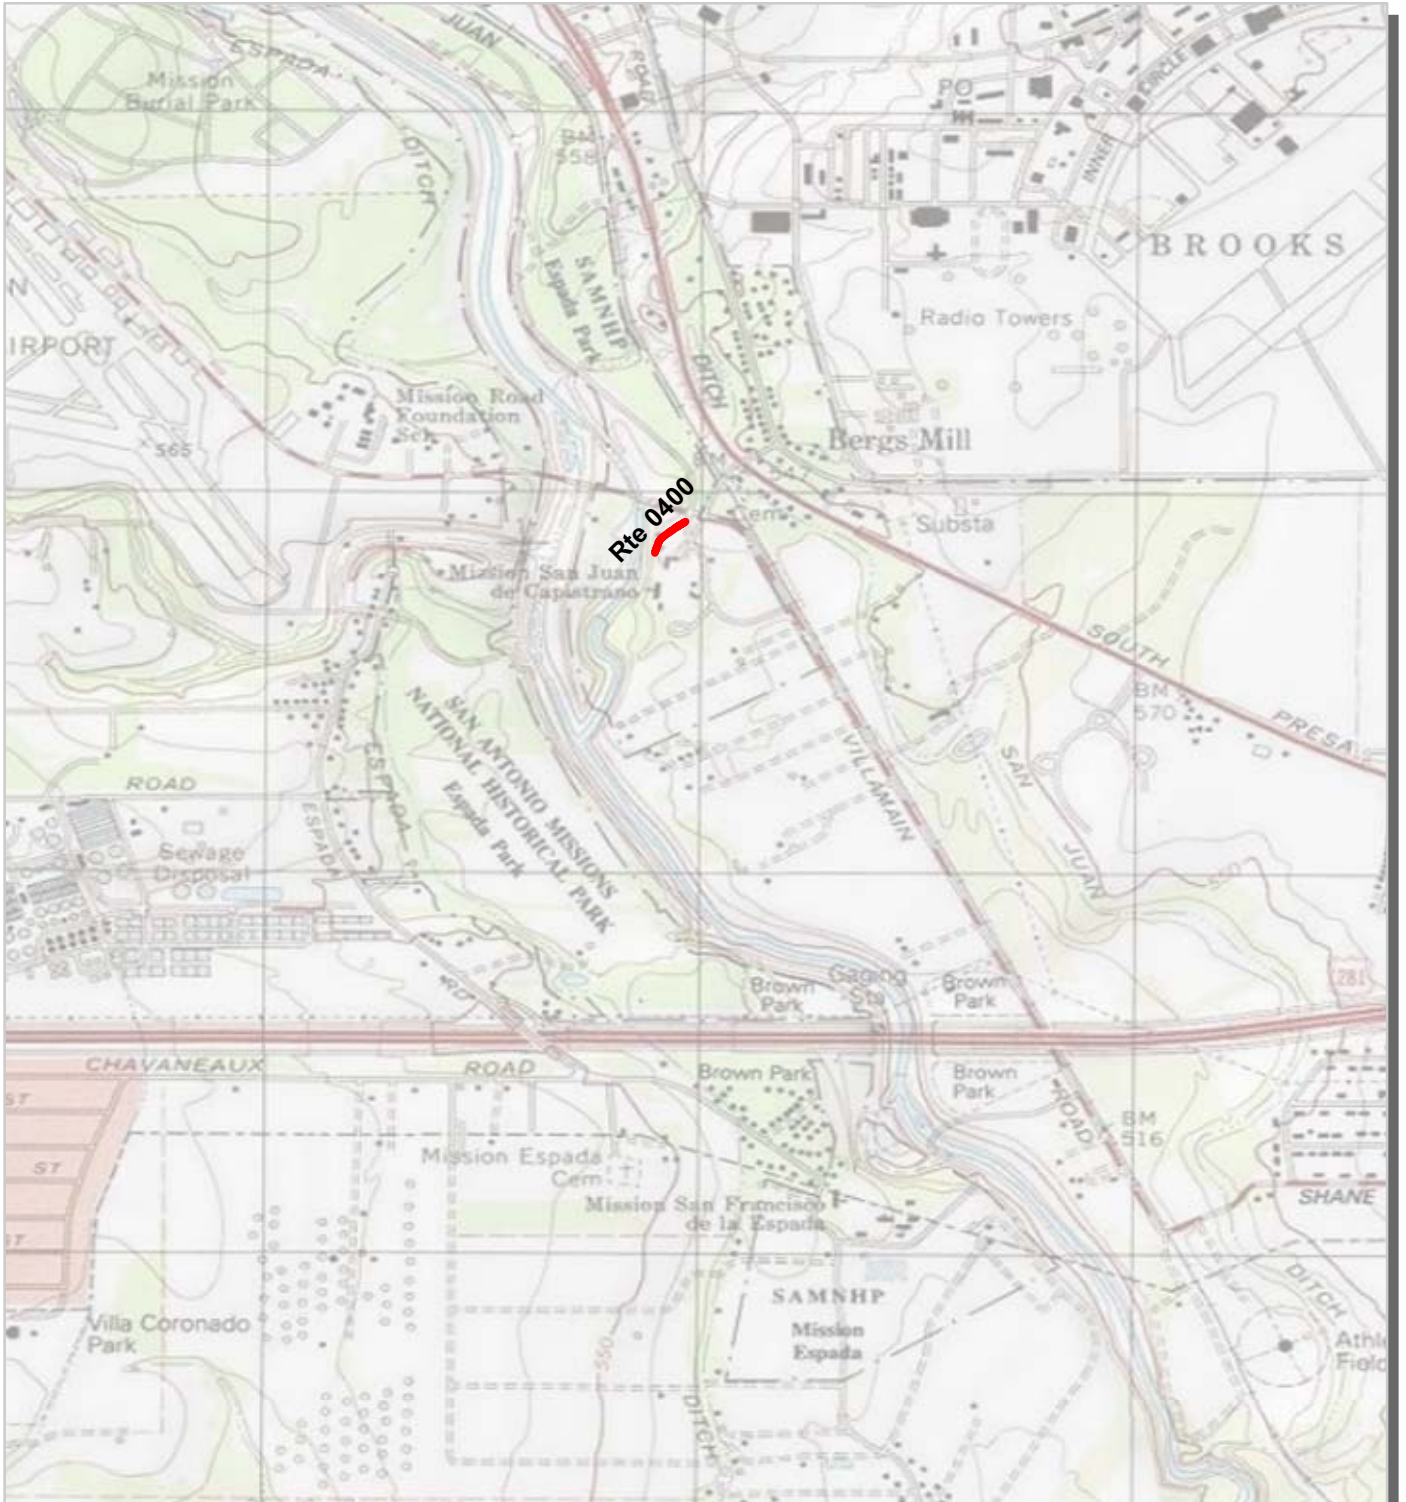 JUAN
ESPADA
ROAD
CIRCLE
Mission
Burial Park
PO
BM
558
DITCH
INNER
BROOKS
SAMNHP
Espada Park
N
Radio Towers
IRPORT
DITCH
Mission Road
Foundation
Sch
Bergs Mill
565
BM
Rte 0400
Cem
Substa
Mission San Juan
de Capistrano
SOUTH
BM
570
PRESA
SAN ANTONIO MISSIONS
NATIONAL HISTORICAL PARK
Espada Park
ESPADA
VILLAMAIN
SAN
JUAN
ROAD
ESPADA
Sewage
Disposal
RD
Gaging
Sta
Brown
Park
Brown
Park
281
CHAVANEAUX
ROAD
Brown Park
Brown
Park
ROAD
BM
516
ST
ST
ST
Mission Espada
Cem
Mission San Francisco
de la Espada
SHANE
DITCH
SAMNHP
Mission
Espada
Villa Coronado
Park
550
Athle
Field
DITCH